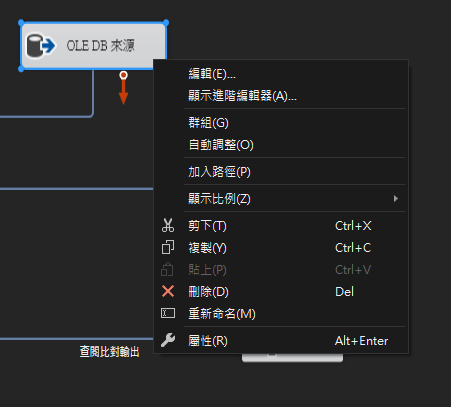 OLE DB 來源
編輯(E)...
顯示進階編輯器(A)...
群組(G)
自動調整(O)
加入路徑(P)
顯示比例(Z)
剪下(T) Ctrl+X
複製(Y) Ctrl+C
貼上(P) Ctrl+V
刪除(D) Del
重新命名(M)
屬性(R) Alt+Enter
查閱比對輸出